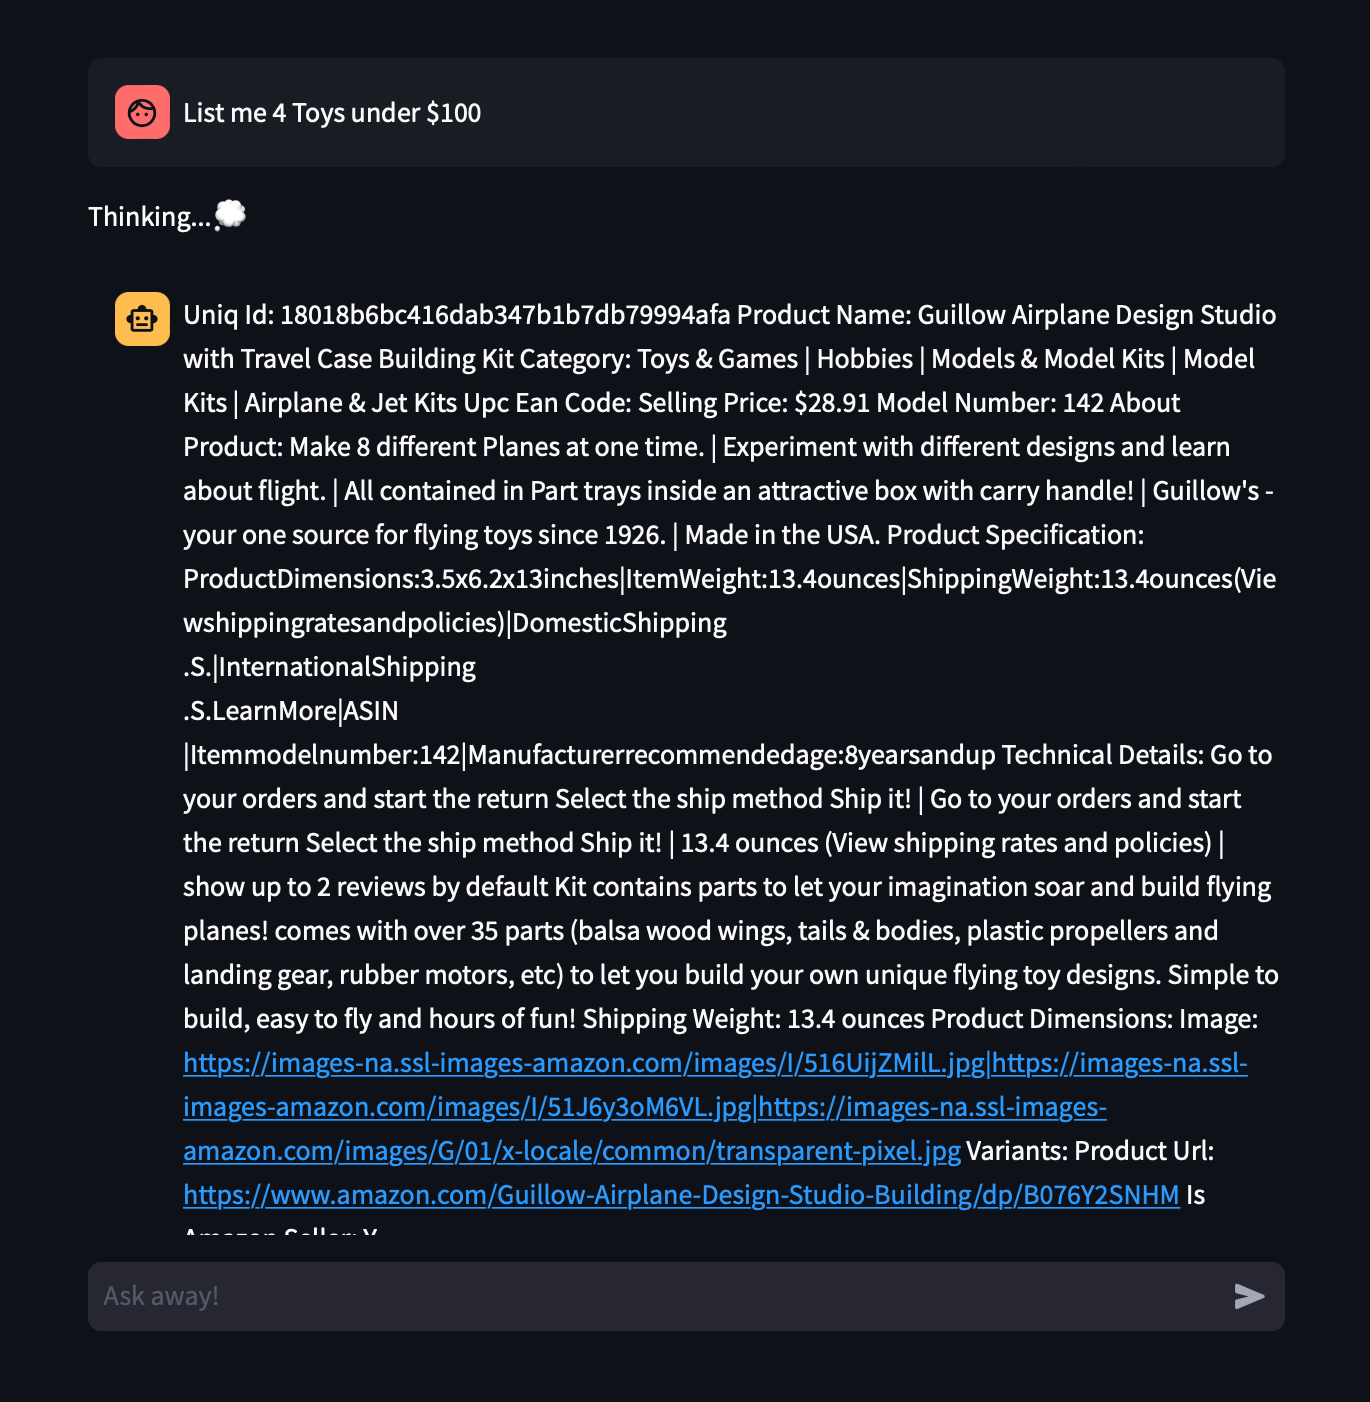 List me 4 Toys under $100
Thinking...
Uniq Id: 18018b6bc416dab347b1b7db79994afa Product Name: Guillow Airplane Design Studio
with Travel Case Building Kit Category: Toys & Games | Hobbies | Models & Model Kits | Model
Kits | Airplane & Jet Kits Upc Ean Code: Selling Price: $28.91 Model Number: 142 About
Product: Make 8 different Planes at one time. | Experiment with different designs and learn
about flight. | All contained in Part trays inside an attractive box with carry handle! | Guillow's -
your one source for flying toys since 1926. | Made in the USA. Product Specification:
ProductDimensions:3.5x6.2x13inches|ItemWeight:13.4ounces|ShippingWeight:13.4ounces(Vie
wshippingratesandpolicies)|DomesticShipping
.S.|InternationalShipping
.S.LearnMore|ASIN
|Itemmodelnumber:142|Manufacturerrecommendedage:8yearsandup Technical Details: Go to
your orders and start the return Select the ship method Ship it! | Go to your orders and start
the return Select the ship method Ship it! | 13.4 ounces (View shipping rates and policies) |
show up to 2 reviews by default Kit contains parts to let your imagination soar and build flying
planes! comes with over 35 parts (balsa wood wings, tails & bodies, plastic propellers and
landing gear, rubber motors, etc) to let you build your own unique flying toy designs. Simple to
build, easy to fly and hours of fun! Shipping Weight: 13.4 ounces Product Dimensions: Image:
https://images-na.ssl-images-amazon.com/images/I/516UijZMilL.jpg|https://images-na.ssl-
images-amazon.com/images/I/51J6y3oM6VL.jpg|https://images-na.ssl-images-
amazon.com/images/G/01/x-locale/common/transparent-pixel.jpg Variants: Product Url:
https://www.amazon.com/Guillow-Airplane-Design-Studio-Building/dp/B076Y2SNHM Is
Amazon Seller: Y
Ask away!